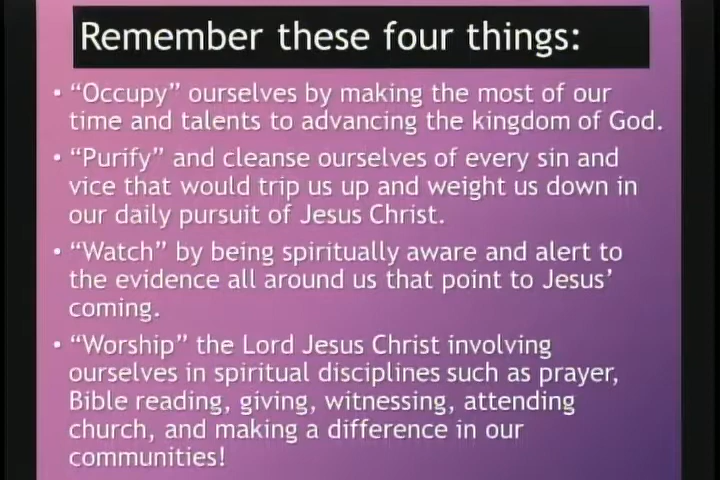 Remember these four things:
• “Occupy” ourselves by making the most of our
time and talents to advancing the kingdom of God.
• “Purify” and cleanse ourselves of every sin and
vice that would trip us up and weight us down in
our daily pursuit of Jesus Christ.
• “Watch” by being spiritually aware and alert to
the evidence all around us that point to Jesus’
coming.
• “Worship” the Lord Jesus Christ involving
ourselves in spiritual disciplines such as prayer,
Bible reading, giving, witnessing, attending
church, and making a difference in our
communities!